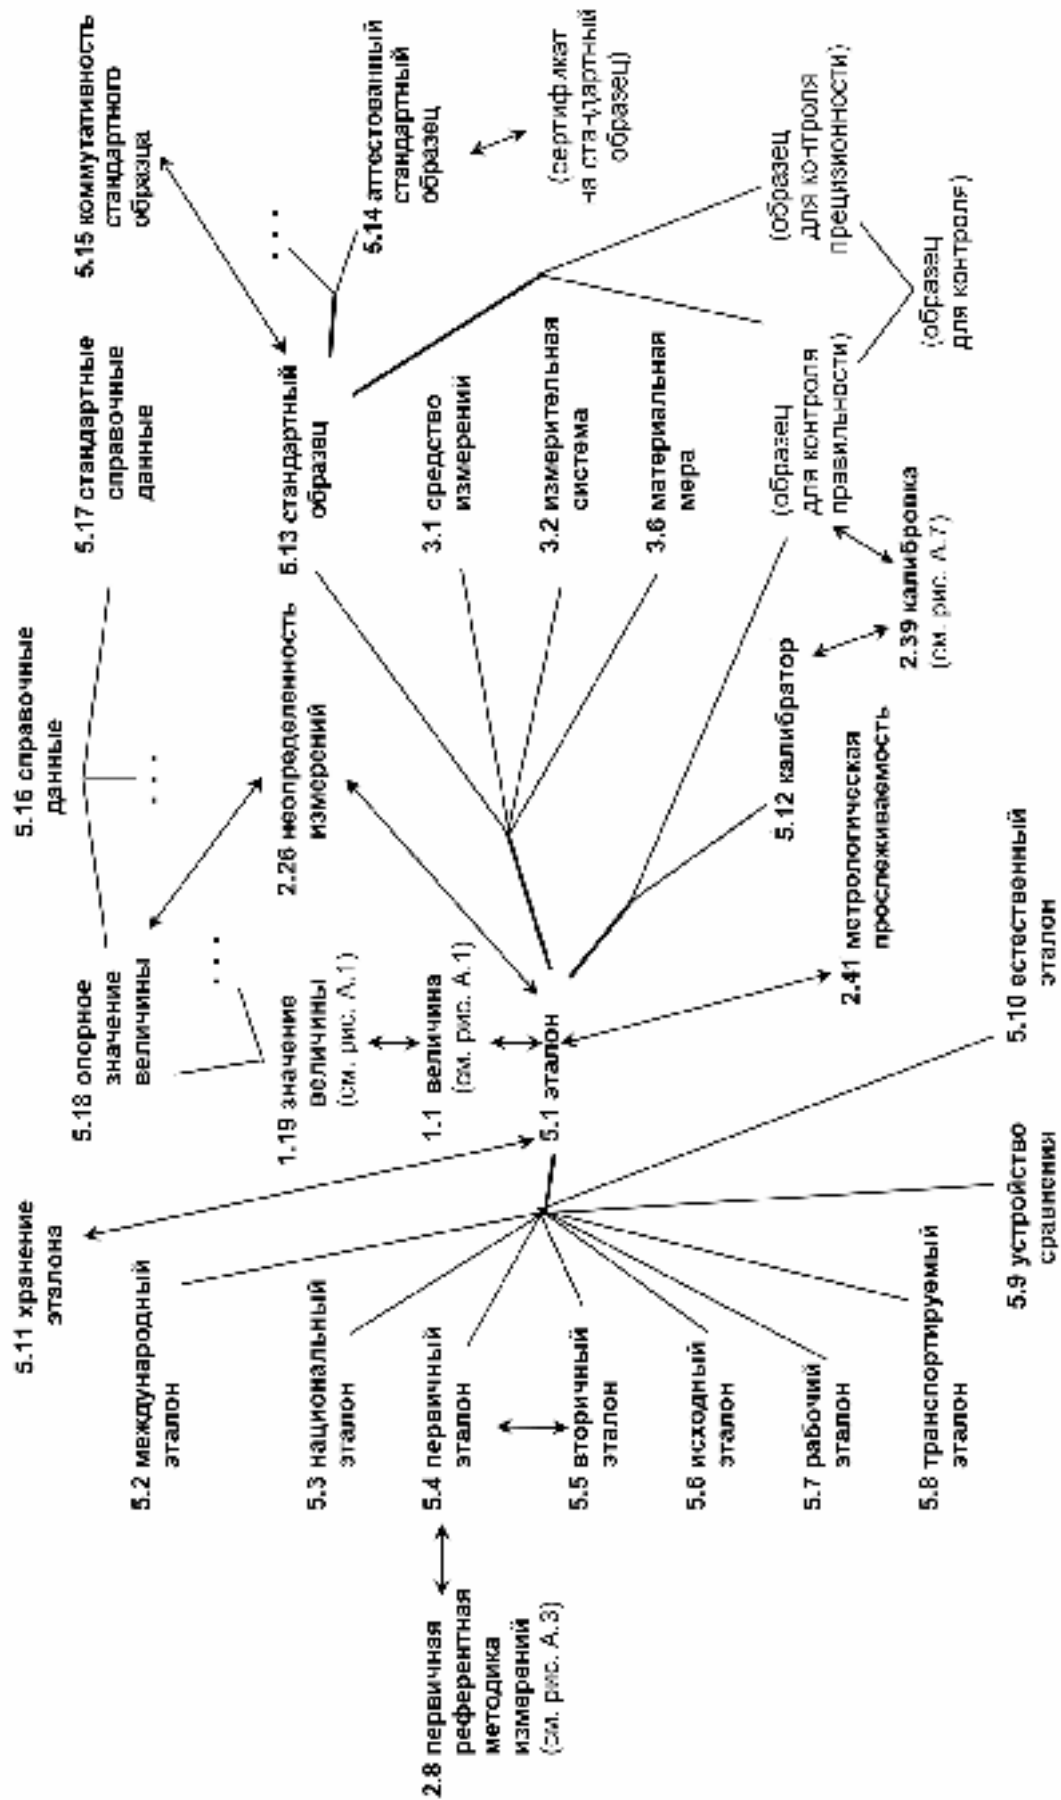 5.11 хранение
эталона
5.16 справочные
данные
5.2 международный
эталон
5.18 опорное
значение
величины
5.17 стандартные
справочные
данные
5.15 коммутативность
стандартного
образца
. . .
. . .
. . .
5.3 национальный
эталон
1.19 значение
величины
(см. рис. А.1)
2.26 неопределенность
измерений
5.13 стандартный
образец
5.14 аттестованный
стандартный
образец
2.8 первичная
референтная
методика
измерений
(см. рис. А.3)
5.4 первичный
эталон
1.1 величина
(см. рис. А.1)
3.1 средство
измерений
5.1 эталон
3.2 измерительная
система
(сертификат
на стандартный
образец)
5.5 вторичный
эталон
3.6 материальная
мера
5.6 исходный
эталон
5.12 калибратор
(образец
для контроля
правильности)
(образец
для контроля
прецизионности)
5.7 рабочий
эталон
2.41 метрологическая
прослеживаемость
2.39 калибровка
(см. рис. А.7)
(образец
для контроля)
5.8 транспортируемый
эталон
5.9 устройство
сравнения
5.10 естественный
эталон